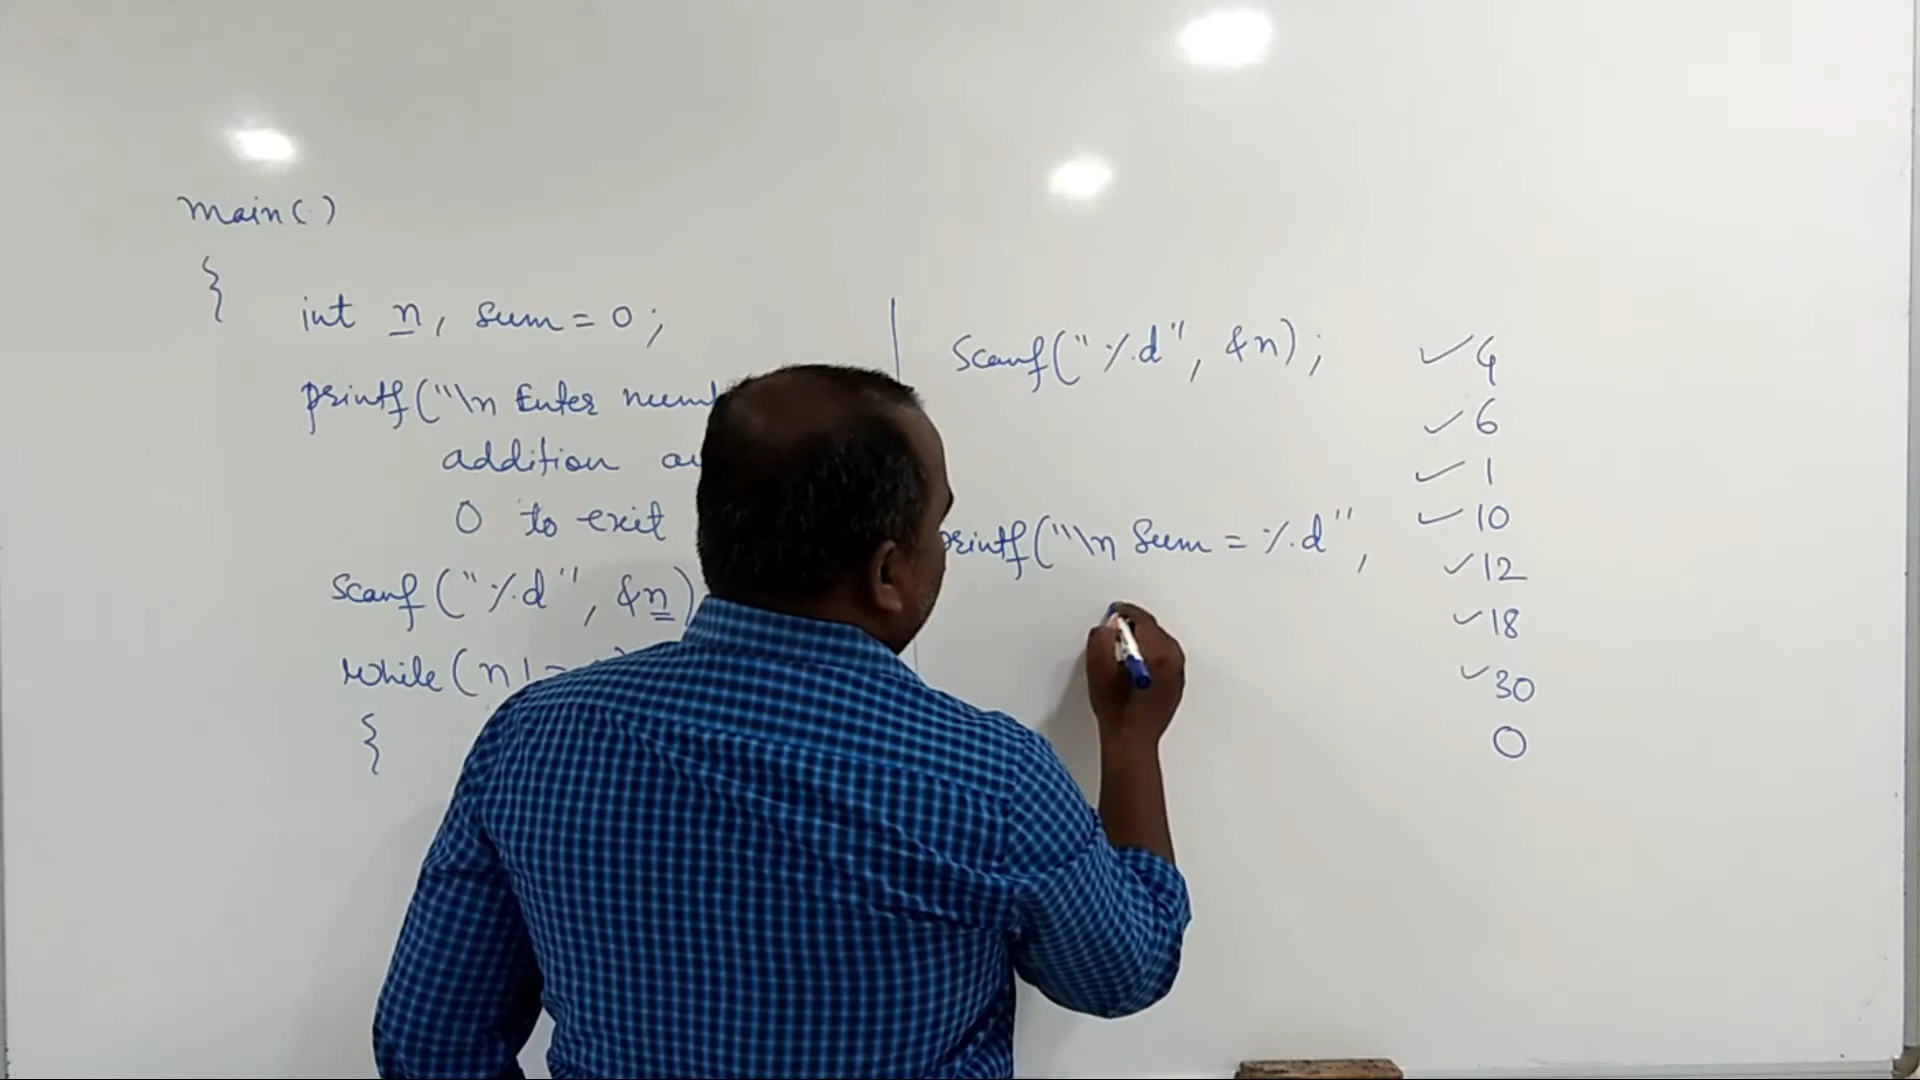 main()
{
int n, sum = 0;
printf("\n Enter
addition
0 to exit
scanf("%d", &n)
while(n !=
{
scanf("%d", &n);
printf("\n sum = %d",
4
6
1
10
12
18
30
0